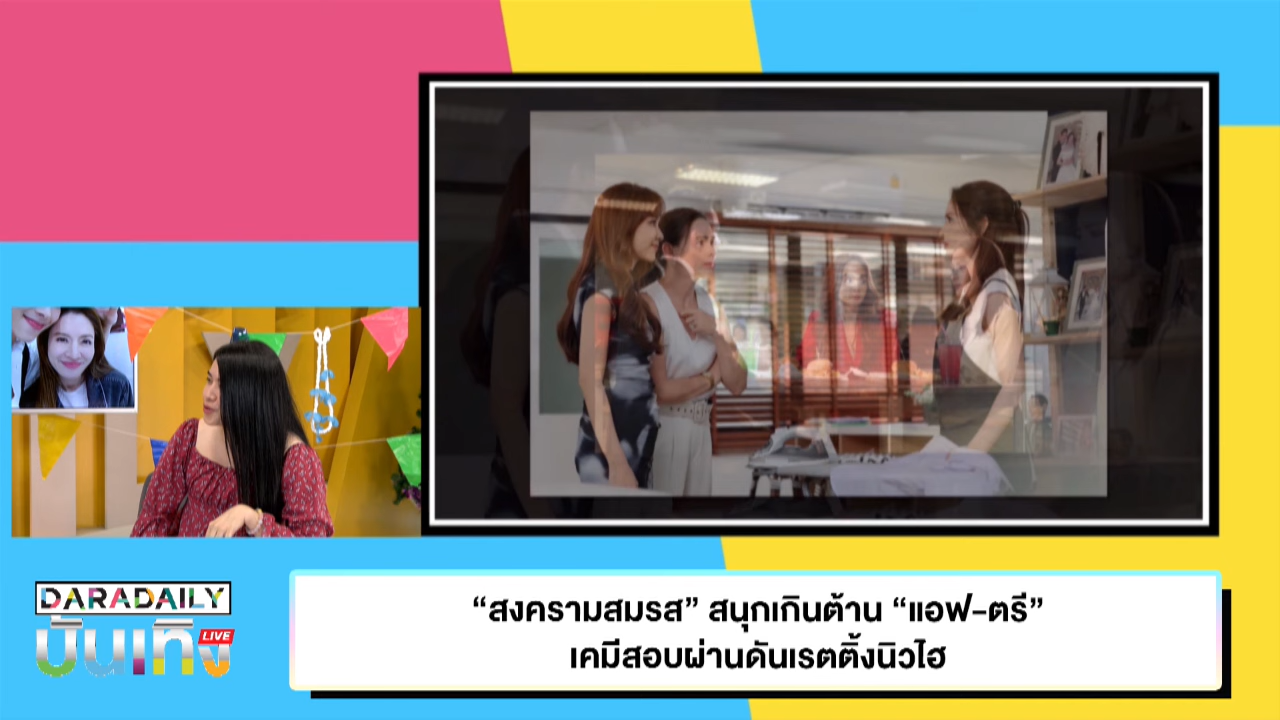 DARADAILY
บันเทิง
LIVE
“สงครามสมรส” สนุกเกินต้าน “แอฟ-ตรี”
เคมีสอบผ่านดันเรตติ้งนิวไฮ